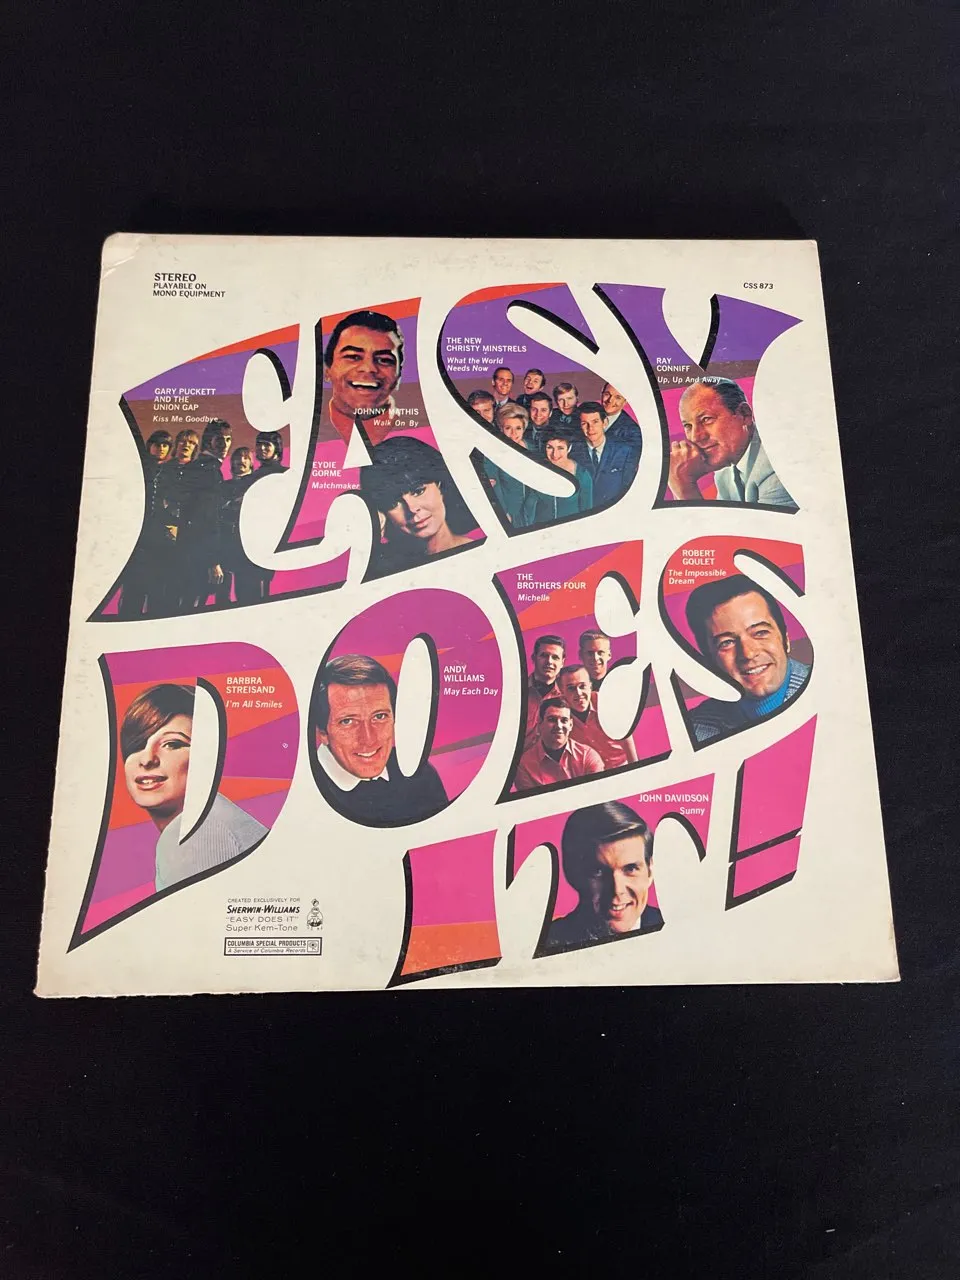 STEREO
PLAYABLE ON
MONO EQUIPMENT
CSS 873
EASY
GARY PUCKETT
AND THE
UNION GAP
Kiss Me Goodbye
JOHNNY MATHIS
Walk On By
EYDIE
GORME
Matchmaker
THE NEW
CHRISTY MINSTRELS
What the World
Needs Now
RAY
CONNIFF
Up, Up And Away
DOES
BARBRA
STREISAND
I'm All Smiles
ANDY
WILLIAMS
May Each Day
THE
BROTHERS FOUR
Michelle
ROBERT
GOULET
The Impossible
Dream
IT!
JOHN DAVIDSON
Sunny
CREATED EXCLUSIVELY FOR
SHERWIN-WILLIAMS
"EASY DOES IT"
Super Kem-Tone
COLUMBIA SPECIAL PRODUCTS
A Service of Columbia Records